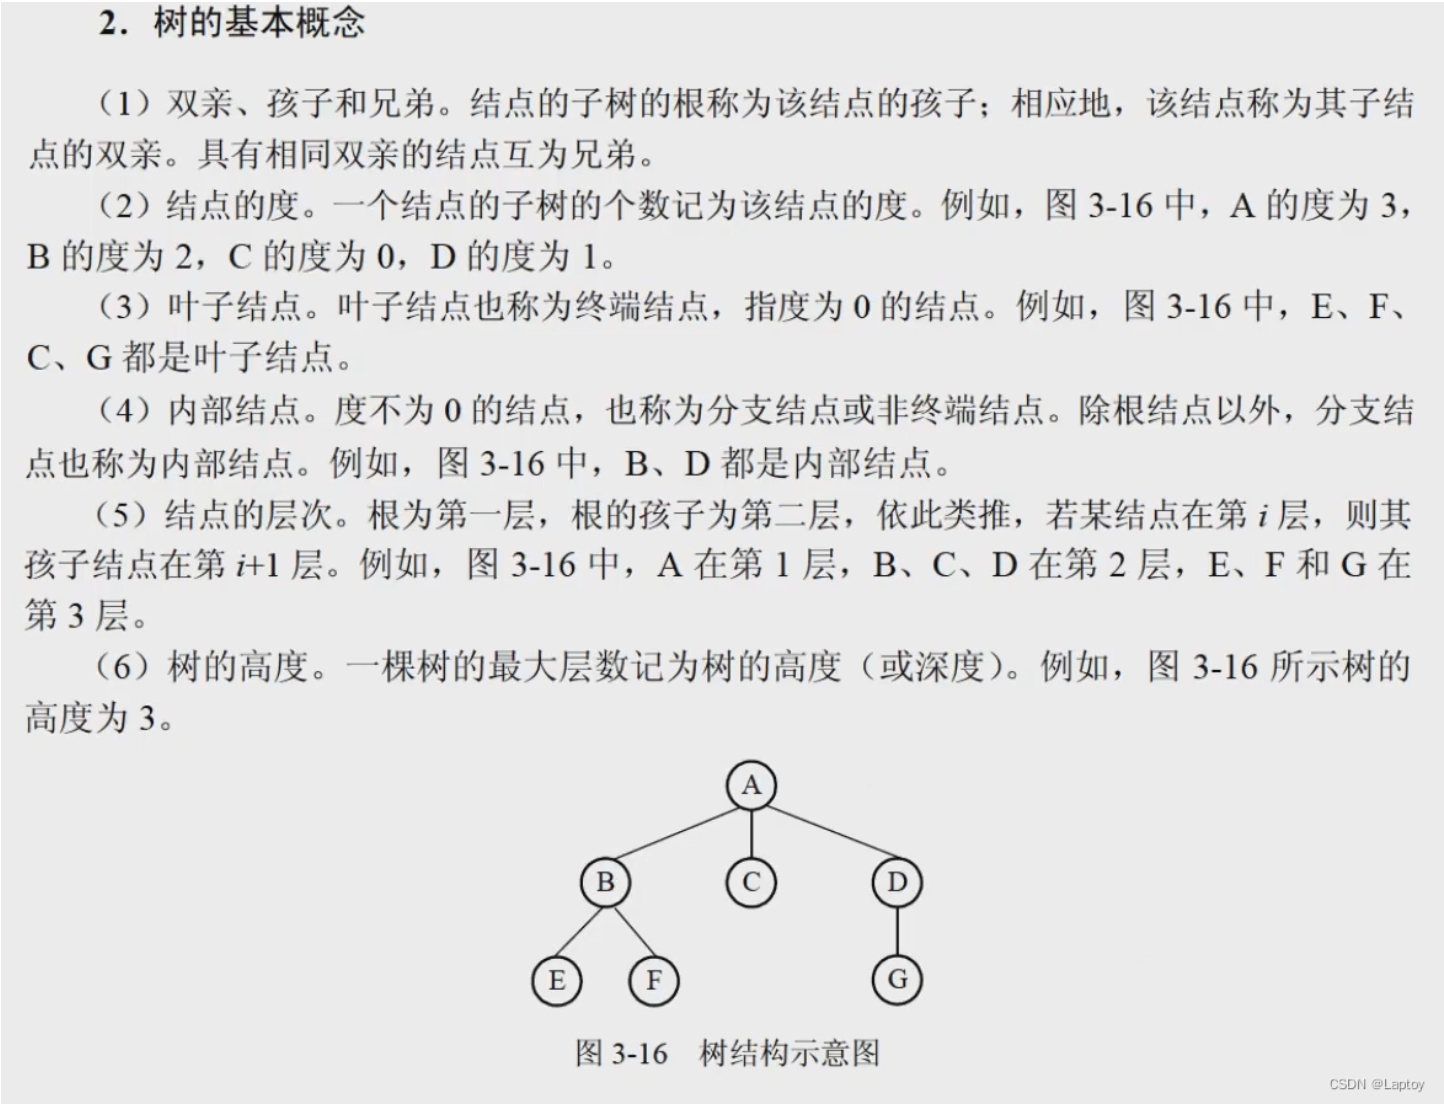 2．树的基本概念
（1）双亲、孩子和兄弟。结点的子树的根称为该结点的孩子；相应地，该结点称为其子结
点的双亲。具有相同双亲的结点互为兄弟。
（2）结点的度。一个结点的子树的个数记为该结点的度。例如，图 3-16 中，A 的度为 3，
B 的度为 2，C 的度为 0，D 的度为 1。
（3）叶子结点。叶子结点也称为终端结点，指度为 0 的结点。例如，图 3-16 中，E、F、
C、G 都是叶子结点。
（4）内部结点。度不为 0 的结点，也称为分支结点或非终端结点。除根结点以外，分支结
点也称为内部结点。例如，图 3-16 中，B、D 都是内部结点。
（5）结点的层次。根为第一层，根的孩子为第二层，依此类推，若某结点在第 i 层，则其
孩子结点在第 i+1 层。例如，图 3-16 中，A 在第 1 层，B、C、D 在第 2 层，E、F 和 G 在
第 3 层。
（6）树的高度。一棵树的最大层数记为树的高度（或深度）。例如，图 3-16 所示树的
高度为 3。
A
B C D
E F G
图 3-16 树结构示意图
CSDN @Laptoy